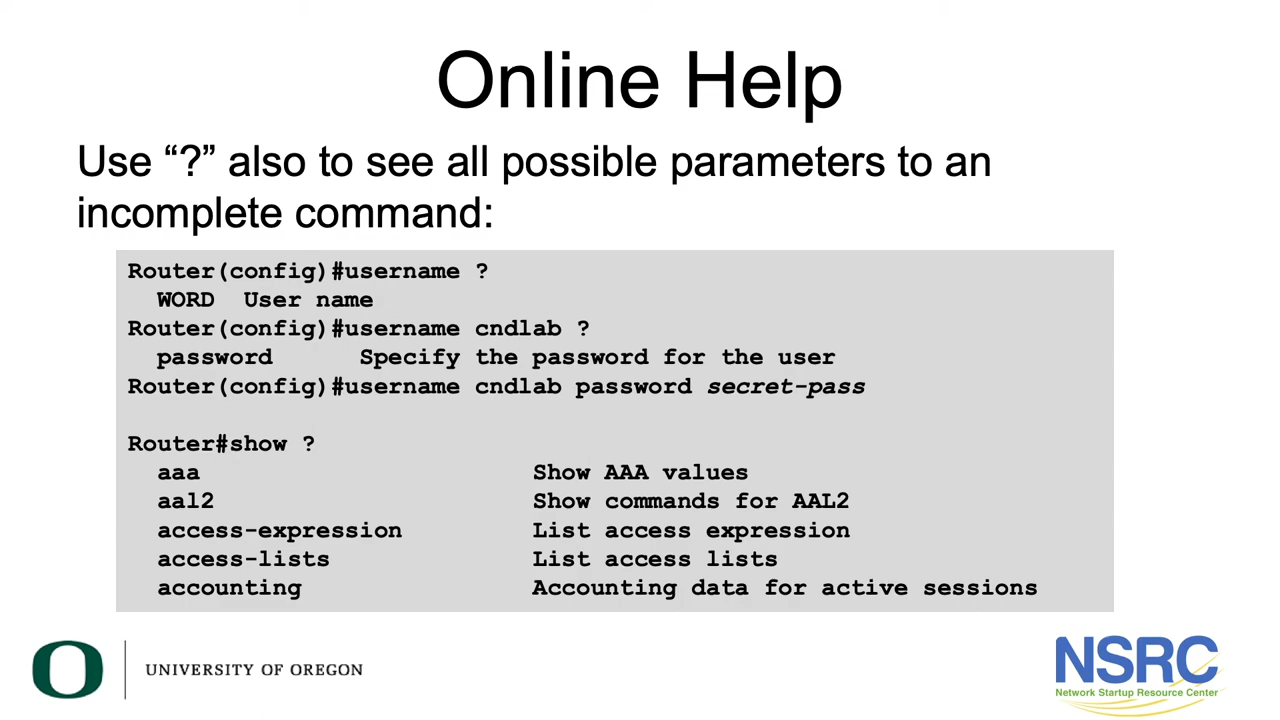 Online Help
Use “?” also to see all possible parameters to an
incomplete command:
Router(config)#username ?
  WORD  User name
Router(config)#username cndlab ?
  password      Specify the password for the user
Router(config)#username cndlab password secret-pass

Router#show ?
  aaa                       Show AAA values
  aal2                      Show commands for AAL2
  access-expression         List access expression
  access-lists              List access lists
  accounting                Accounting data for active sessions
O UNIVERSITY OF OREGON
NSRC
Network Startup Resource Center